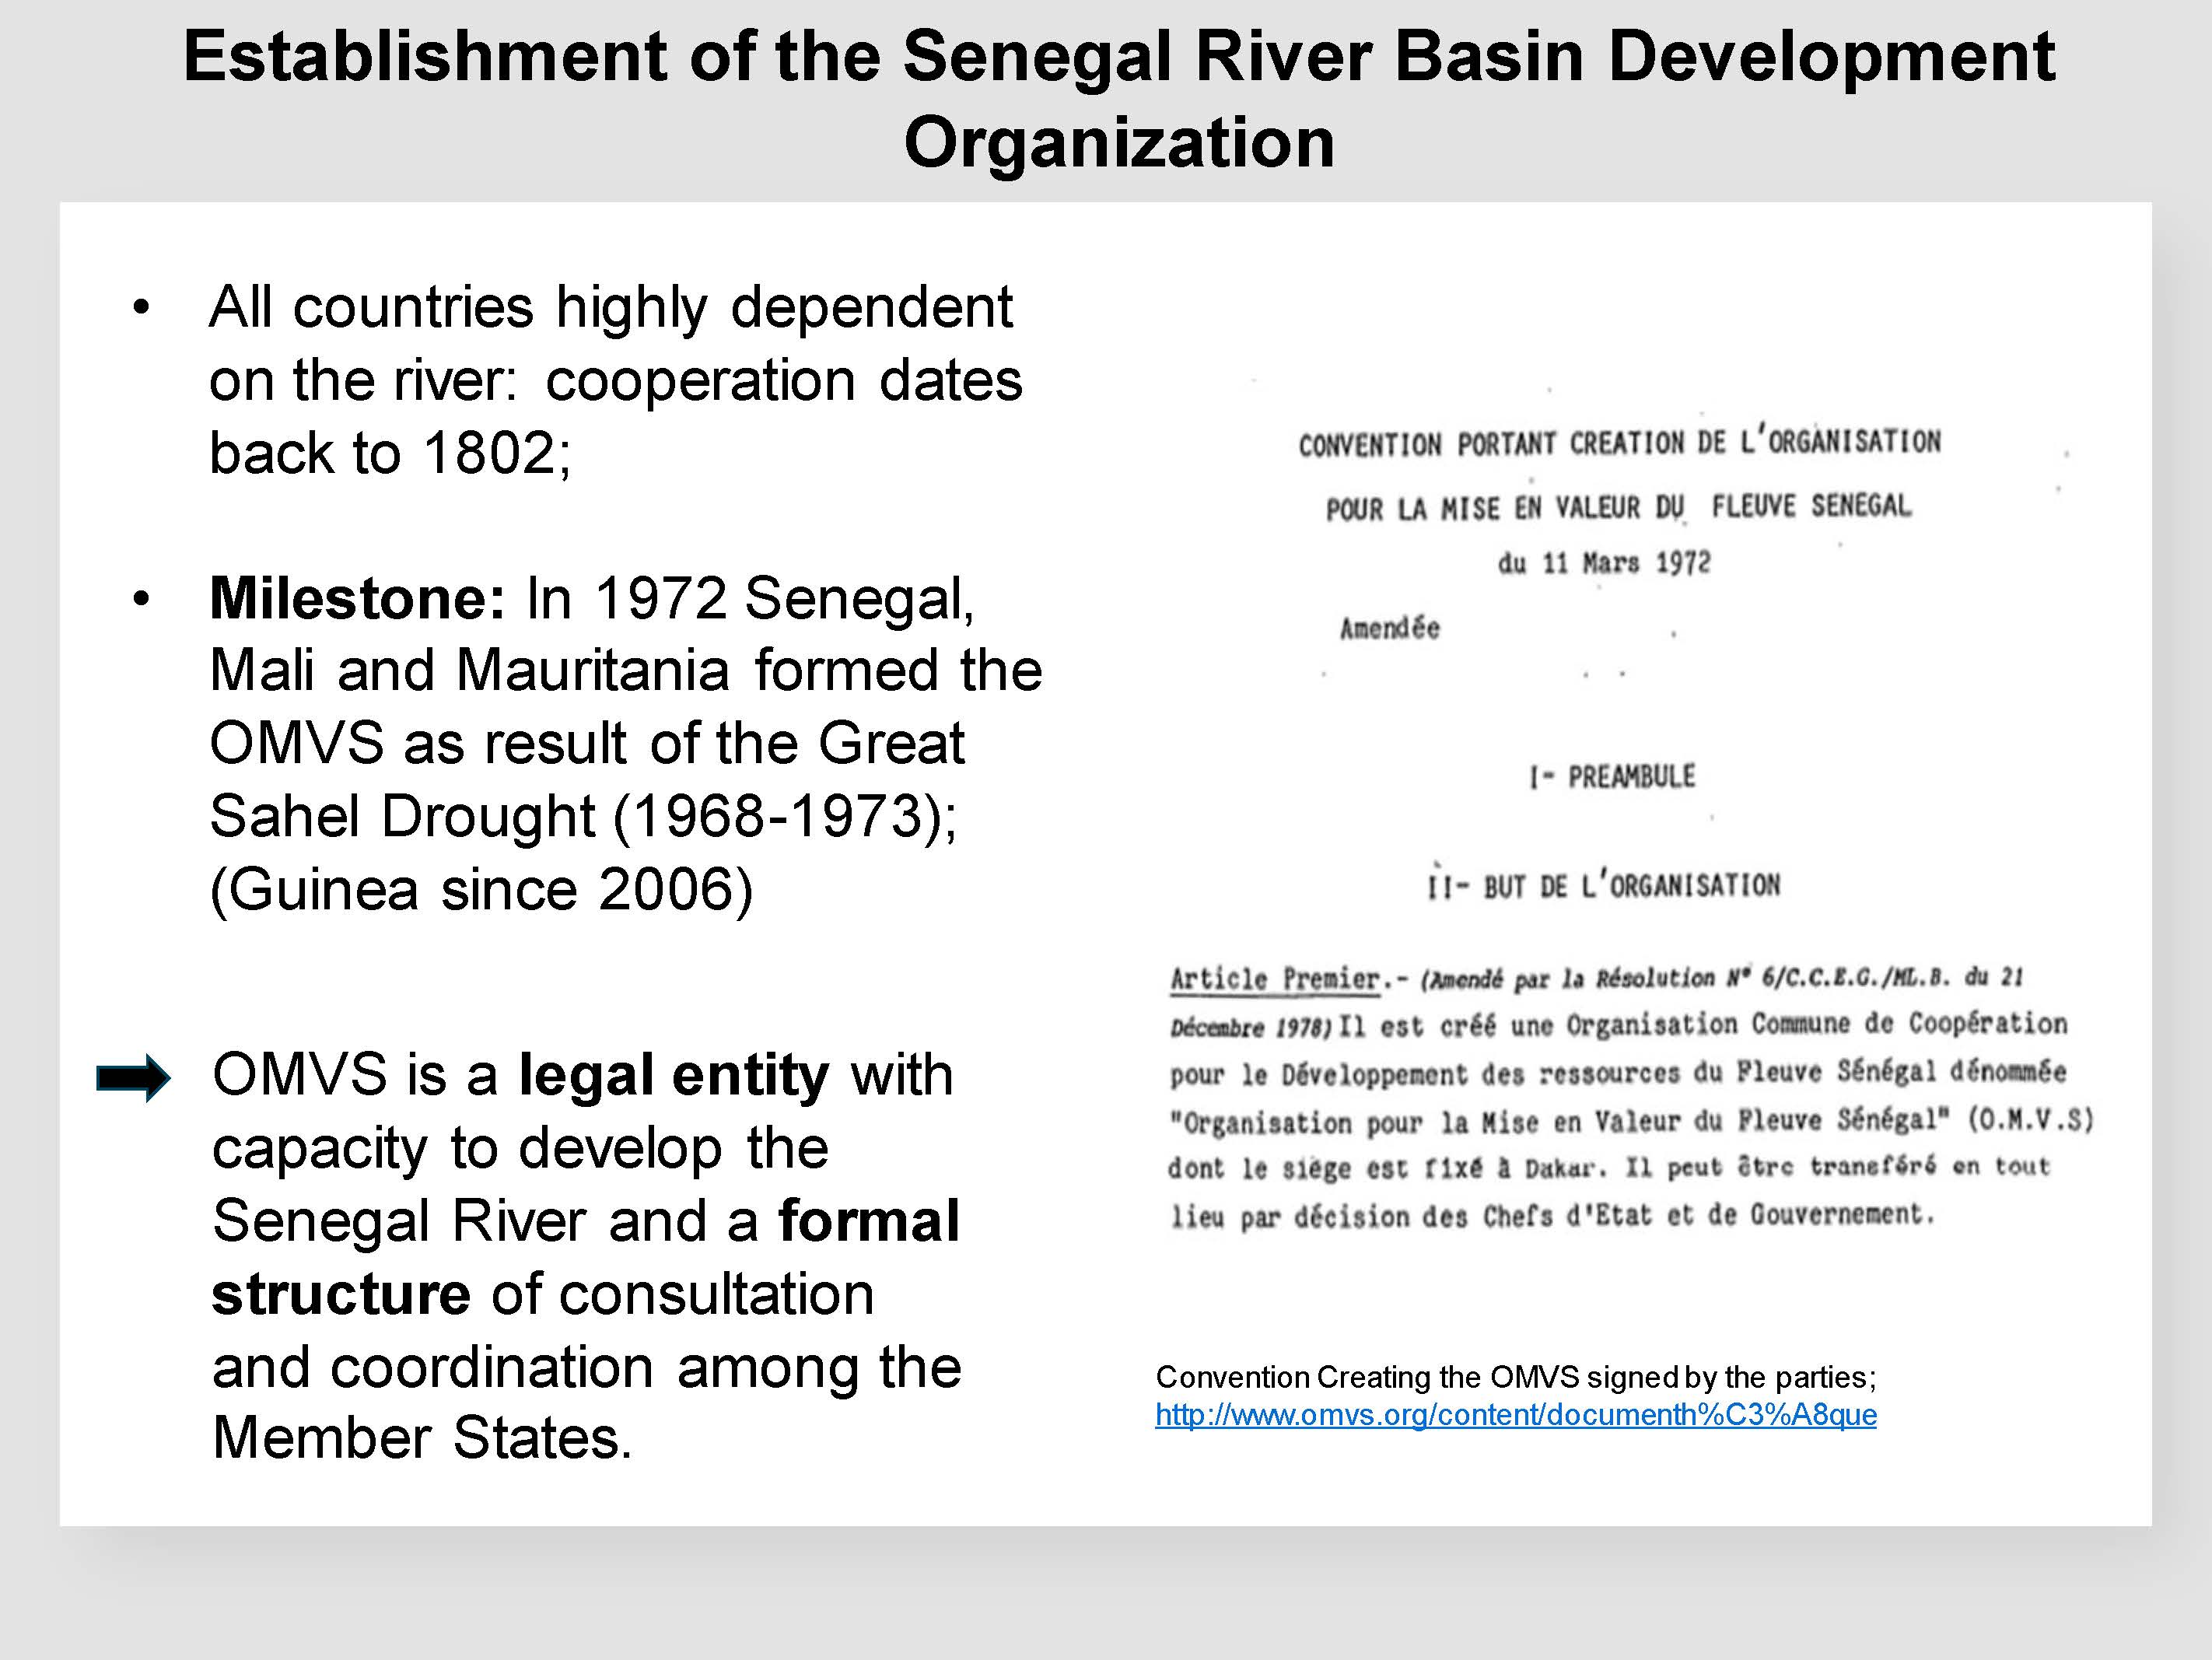 Establishment of the Senegal River Basin Development
Organization
• All countries highly dependent
on the river: cooperation dates
back to 1802;
• Milestone: In 1972 Senegal,
Mali and Mauritania formed the
OMVS as result of the Great
Sahel Drought (1968-1973);
(Guinea since 2006)
OMVS is a legal entity with
capacity to develop the
Senegal River and a formal
structure of consultation
and coordination among the
Member States.
CONVENTION PORTANT CREATION DE L'ORGANISATION
POUR LA MISE EN VALEUR DU FLEUVE SENEGAL
du 11 Mars 1972
Amendée
I- PREAMBULE
II- BUT DE L'ORGANISATION
Article Premier.- (Amendé par la Résolution N° 6/C.C.E.G./ML.B. du 21
Décembre 1978) Il est créé une Organisation Commune de Coopération
pour le Développement des ressources du Fleuve Sénégal dénommée
"Organisation pour la Mise en Valeur du Fleuve Sénégal" (O.M.V.S)
dont le siège est fixé à Dakar. Il peut être transféré en tout
lieu par décision des Chefs d'Etat et de Gouvernement.
Convention Creating the OMVS signed by the parties;
http://www.omvs.org/content/documenth%C3%A8que